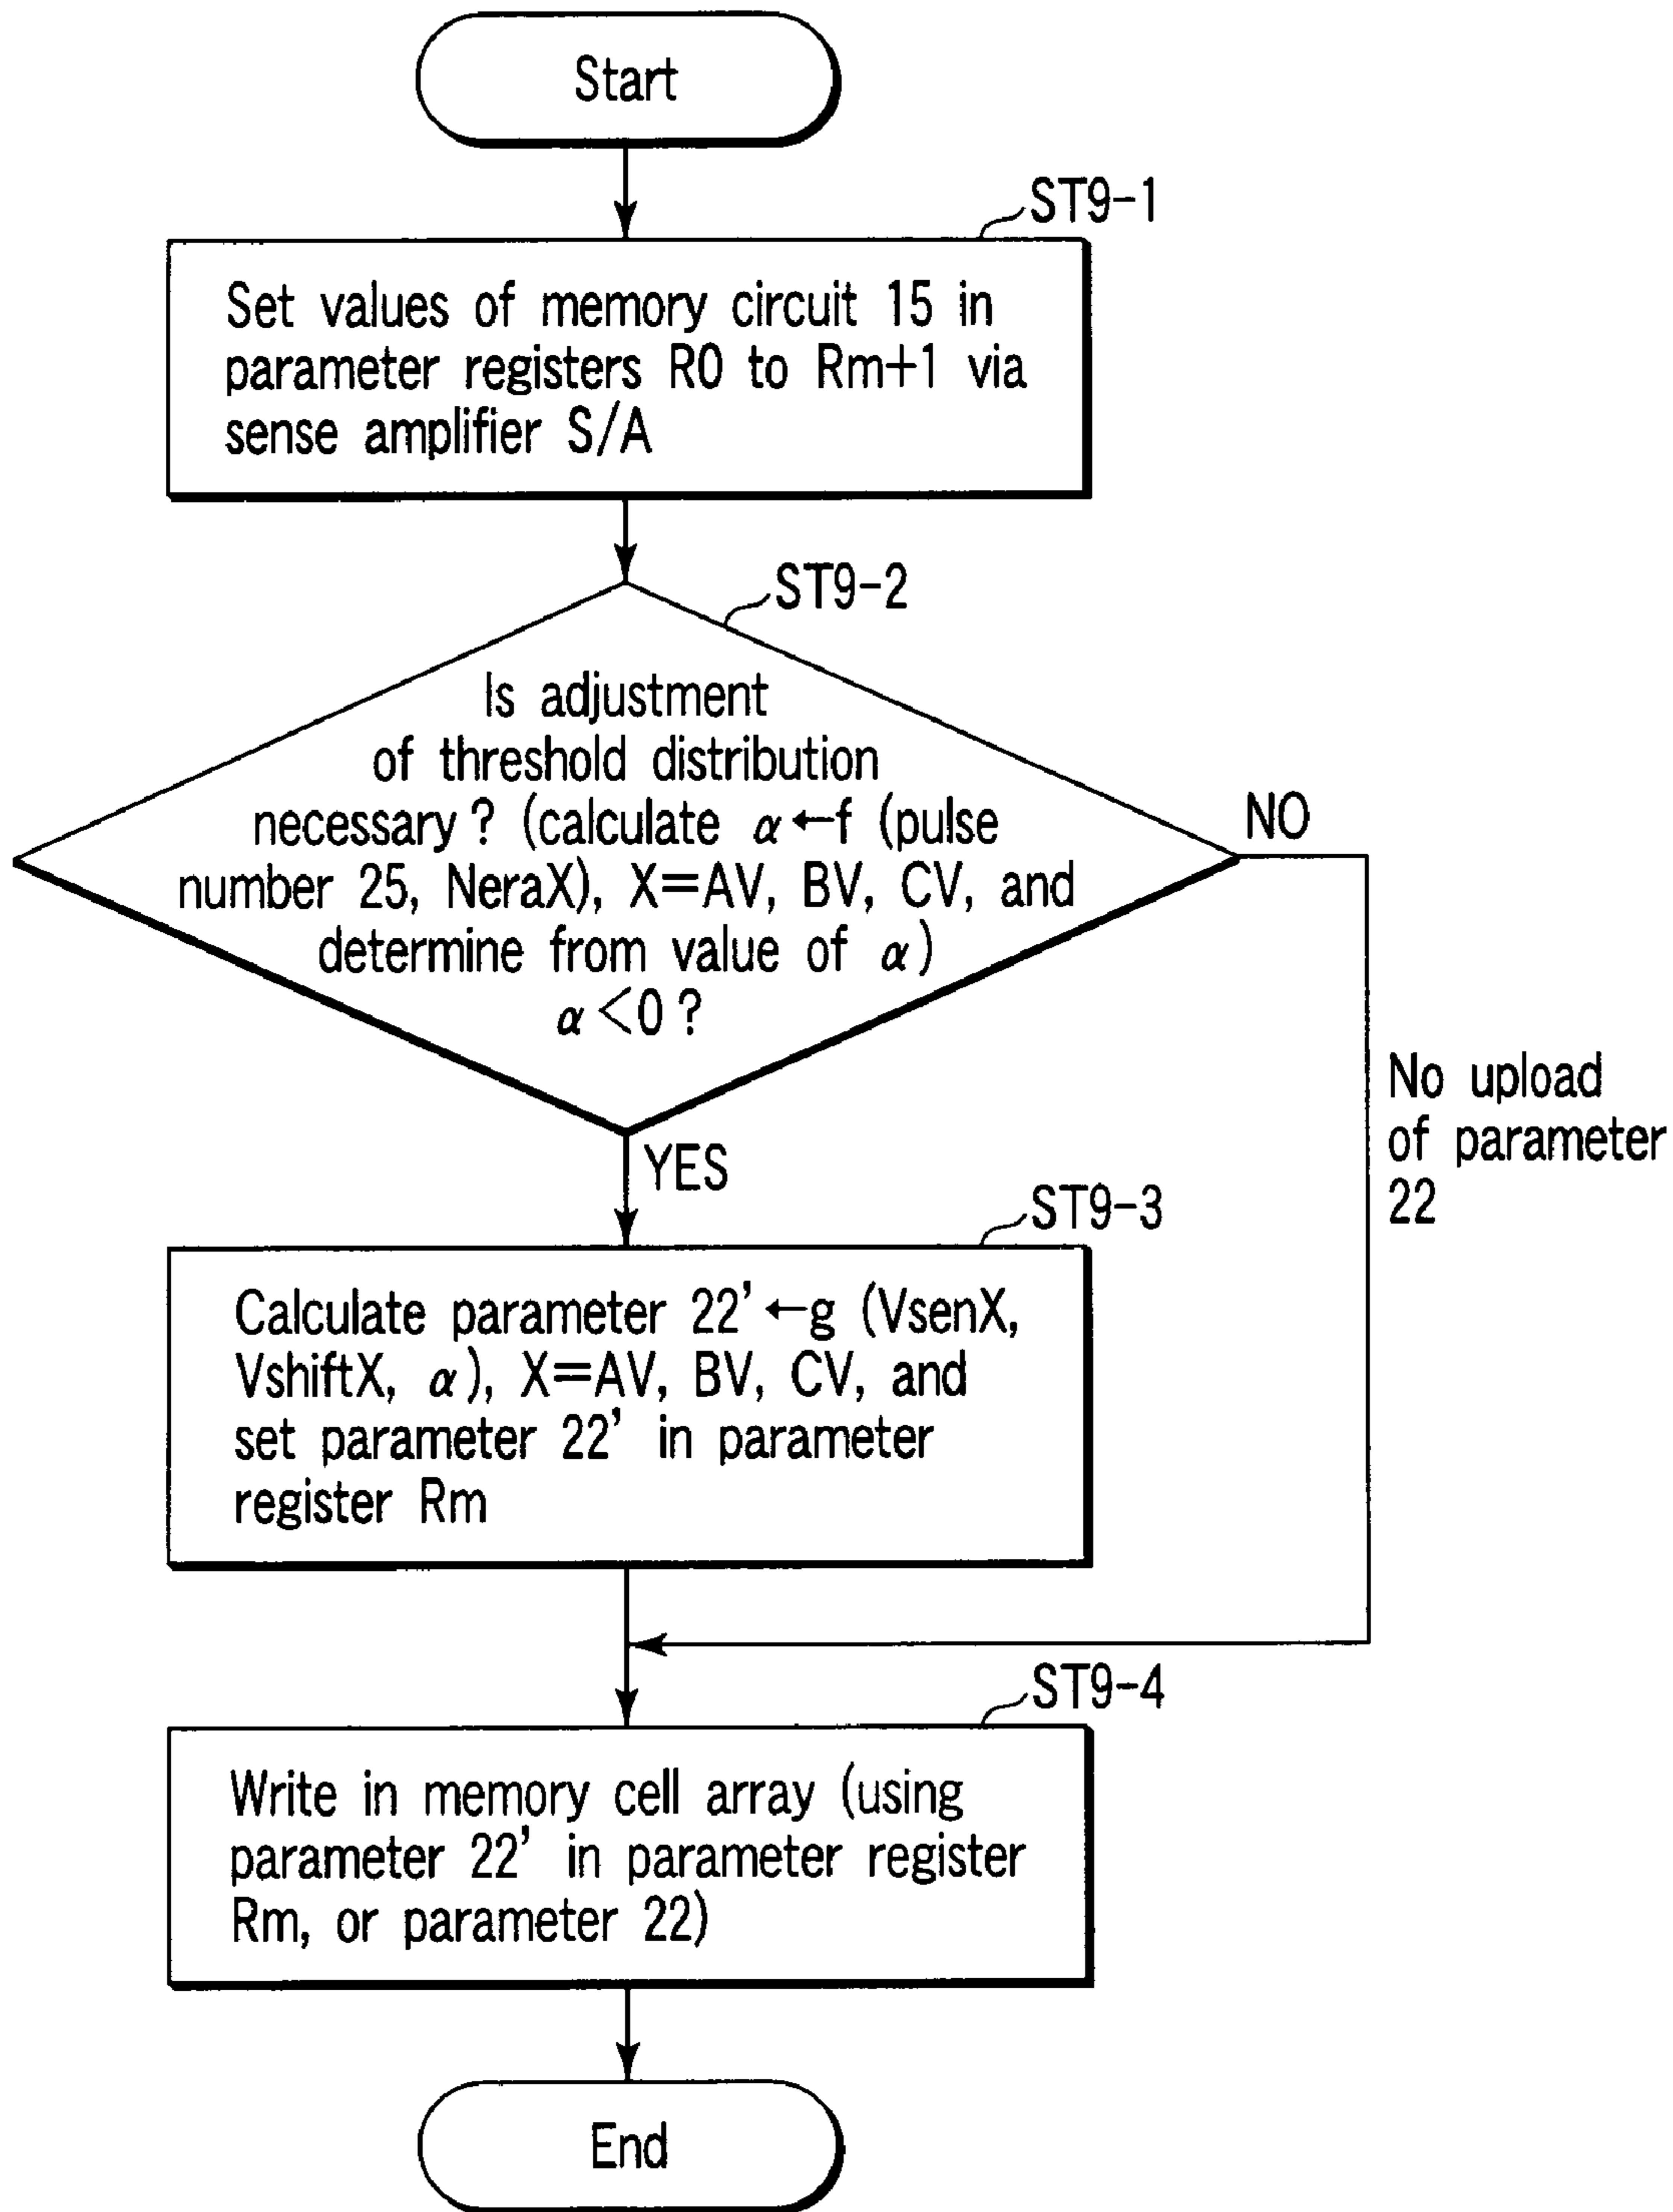 Start
ST9-1
Set values of memory circuit 15 in
parameter registers R0 to Rm+1 via
sense amplifier S/A
ST9-2
Is adjustment
of threshold distribution
necessary? (calculate α←f (pulse
number 25, NeraX), X=AV, BV, CV, and
determine from value of α)
α<0?
NO
No upload
of parameter
22
YES
ST9-3
Calculate parameter 22'←g (VsenX,
VshiftX, α), X=AV, BV, CV, and
set parameter 22' in parameter
register Rm
ST9-4
Write in memory cell array (using
parameter 22' in parameter register
Rm, or parameter 22)
End